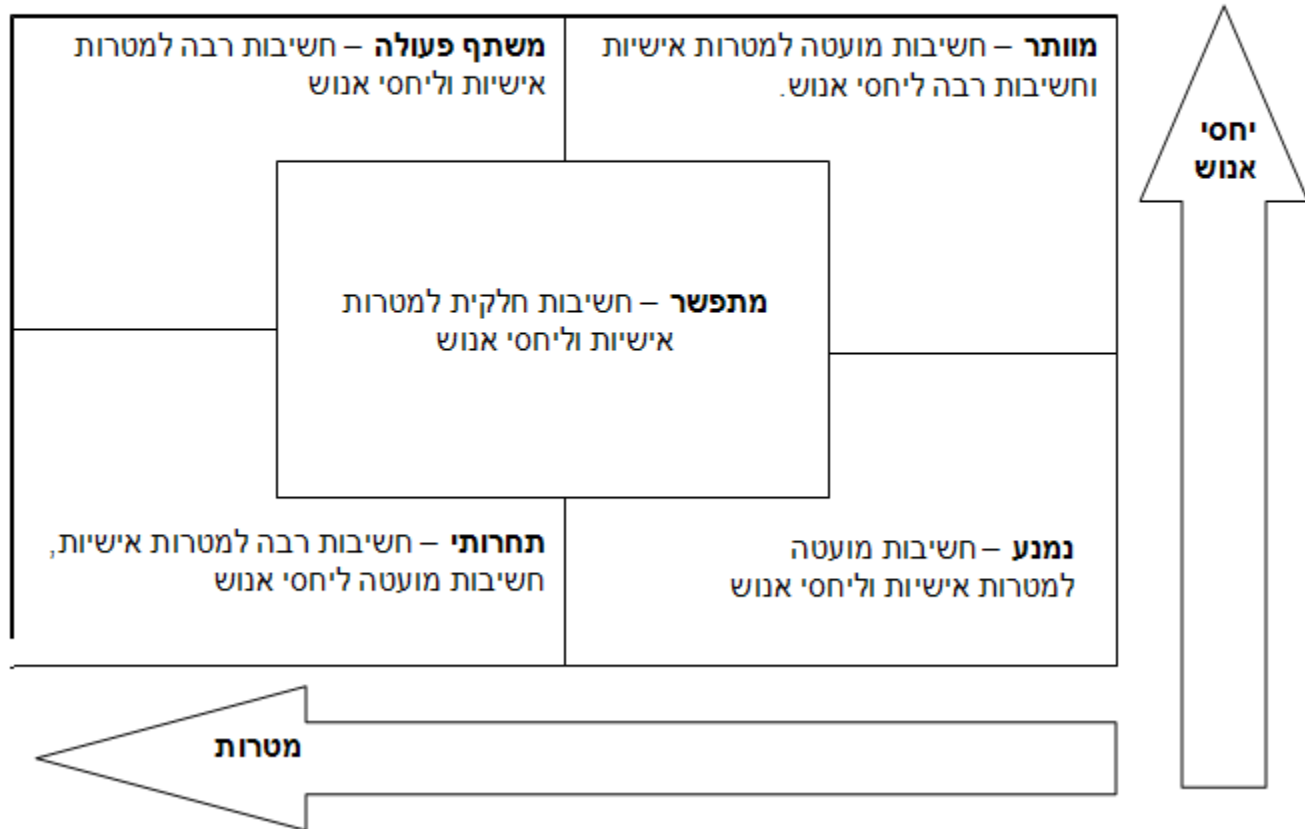 מוותר – חשיבות מועטה למטרות אישיות
וחשיבות רבה ליחסי אנוש.
משתף פעולה – חשיבות רבה למטרות
אישיות וליחסי אנוש
יחסי
אנוש
מתפשר – חשיבות חלקית למטרות
אישיות וליחסי אנוש
נמנע – חשיבות מועטה
למטרות אישיות וליחסי אנוש
תחרותי – חשיבות רבה למטרות אישיות,
חשיבות מועטה ליחסי אנוש
מטרות